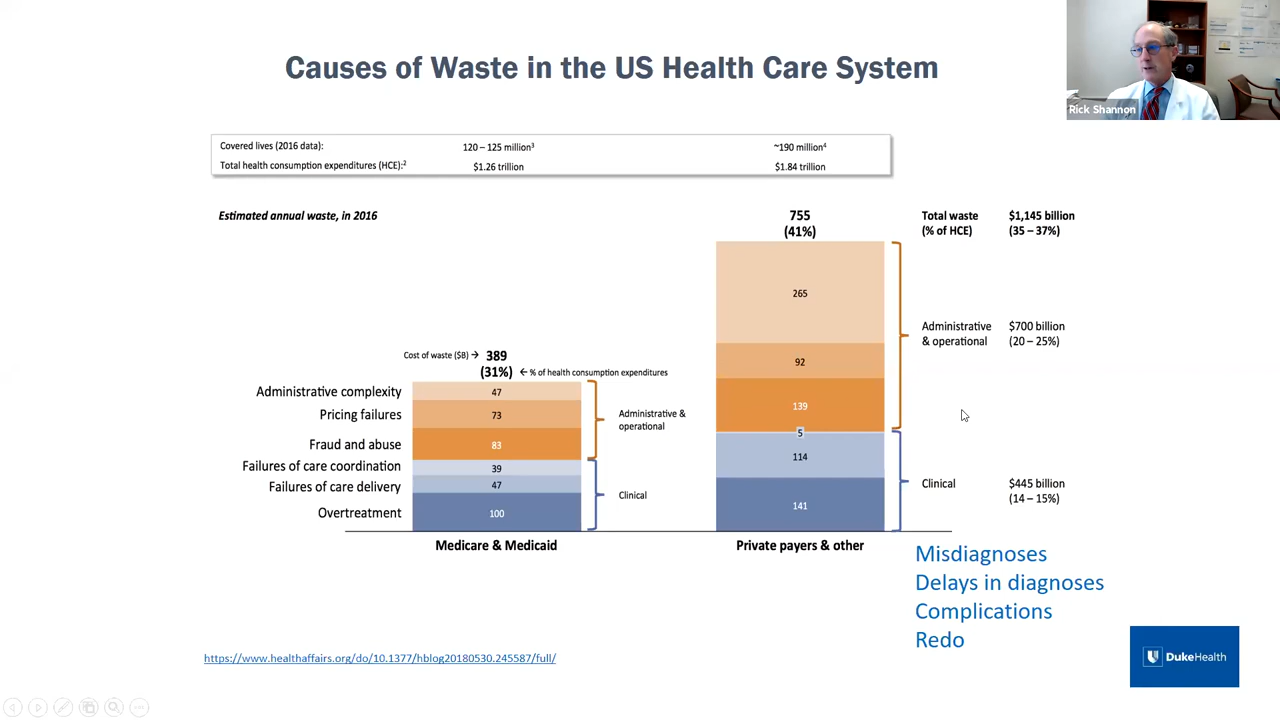 Causes of Waste in the US Health Care System
Rick Shannon
Covered lives (2016 data): 120 – 125 million³ ~190 million⁴
Total health consumption expenditures (HCE):² $1.26 trillion $1.84 trillion
Estimated annual waste, in 2016
755
(41%)
Total waste $1,145 billion
(% of HCE) (35 – 37%)
265
Administrative $700 billion
& operational (20 – 25%)
92
139
5
114
Clinical $445 billion
(14 – 15%)
141
Cost of waste ($B) → 389
(31%) ← % of health consumption expenditures
Administrative complexity 47
Pricing failures 73
Administrative &
operational
Fraud and abuse 83
Failures of care coordination 39
Failures of care delivery 47
Clinical
Overtreatment 100
Medicare & Medicaid
Private payers & other
Misdiagnoses
Delays in diagnoses
Complications
Redo
https://www.healthaffairs.org/do/10.1377/hblog20180530.245587/full/
DukeHealth